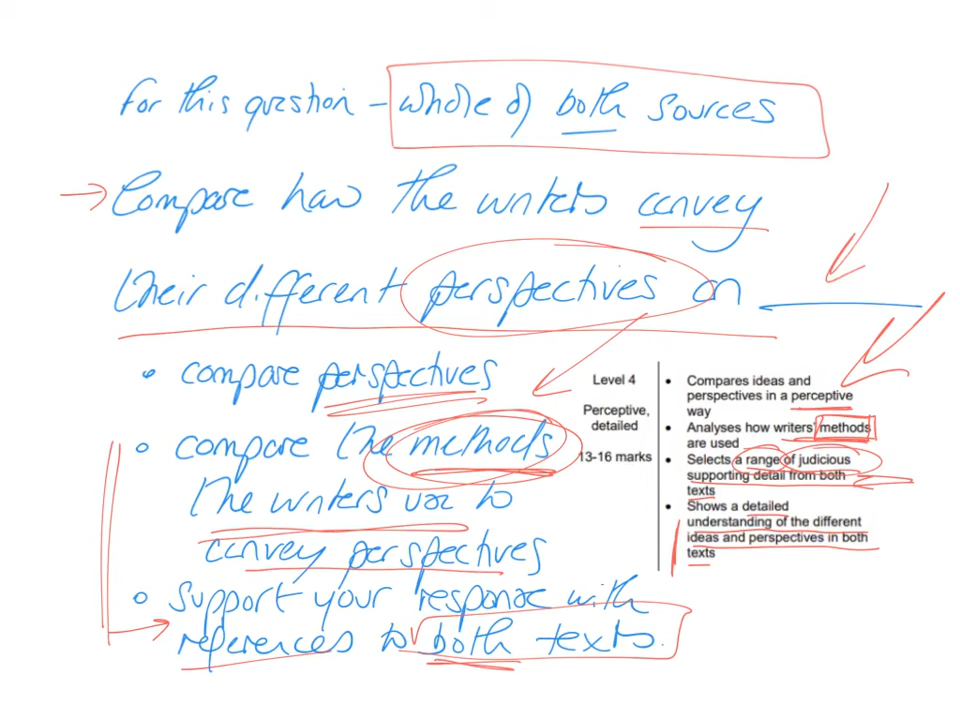 For this question - whole of both sources
Compare how the writers convey
their different perspectives on
• compare perspectives
• compare the methods
the writers use to
convey perspectives
• support your response with
references to both texts.
Level 4
Perceptive,
detailed
13-16 marks
• Compares ideas and
perspectives in a perceptive
way
• Analyses how writers' methods
are used
• Selects a range of judicious
supporting detail from both
texts
• Shows a detailed
understanding of the different
ideas and perspectives in both
texts